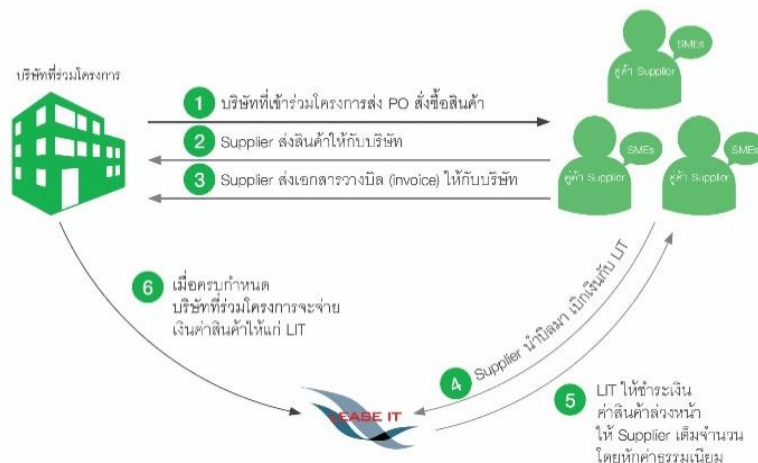 SMEs
คู่ค้า Supplier
บริษัทที่ร่วมโครงการ
1 บริษัทที่เข้าร่วมโครงการส่ง PO สั่งซื้อสินค้า
2 Supplier ส่งสินค้าให้กับบริษัท
3 Supplier ส่งเอกสารวางบิล (invoice) ให้กับบริษัท
SMEs
คู่ค้า Supplier
SMEs
คู่ค้า Supplier
6 เมื่อครบกำหนด
บริษัทที่ร่วมโครงการจะจ่าย
เงินค่าสินค้าให้แก่ LIT
4 Supplier นำบิลมา เบิกเงินกับ LIT
LEASE IT
5 LIT ให้ชำระเงิน
ค่าสินค้าล่วงหน้า
ให้ Supplier เต็มจำนวน
โดยหักค่าธรรมเนียม